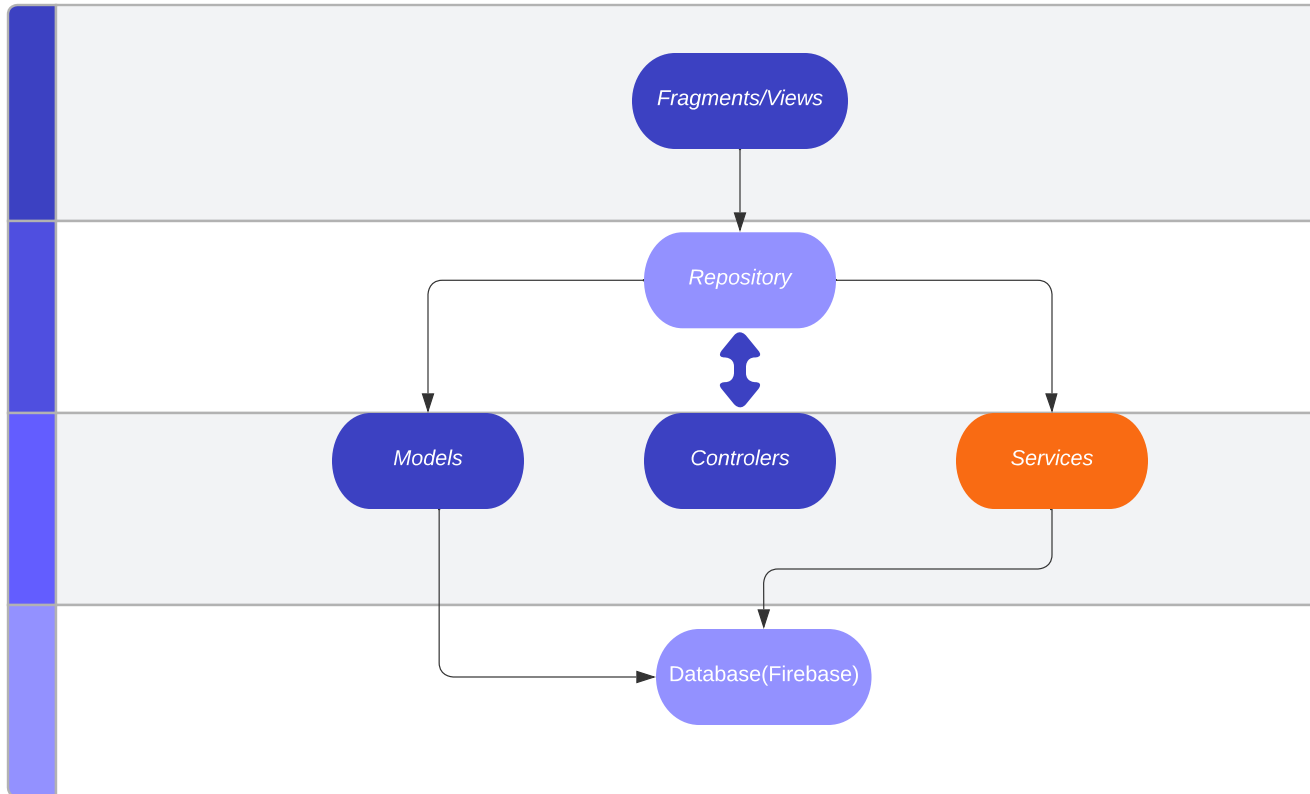 Fragments/Views
Repository
Models
Controlers
Services
Database(Firebase)